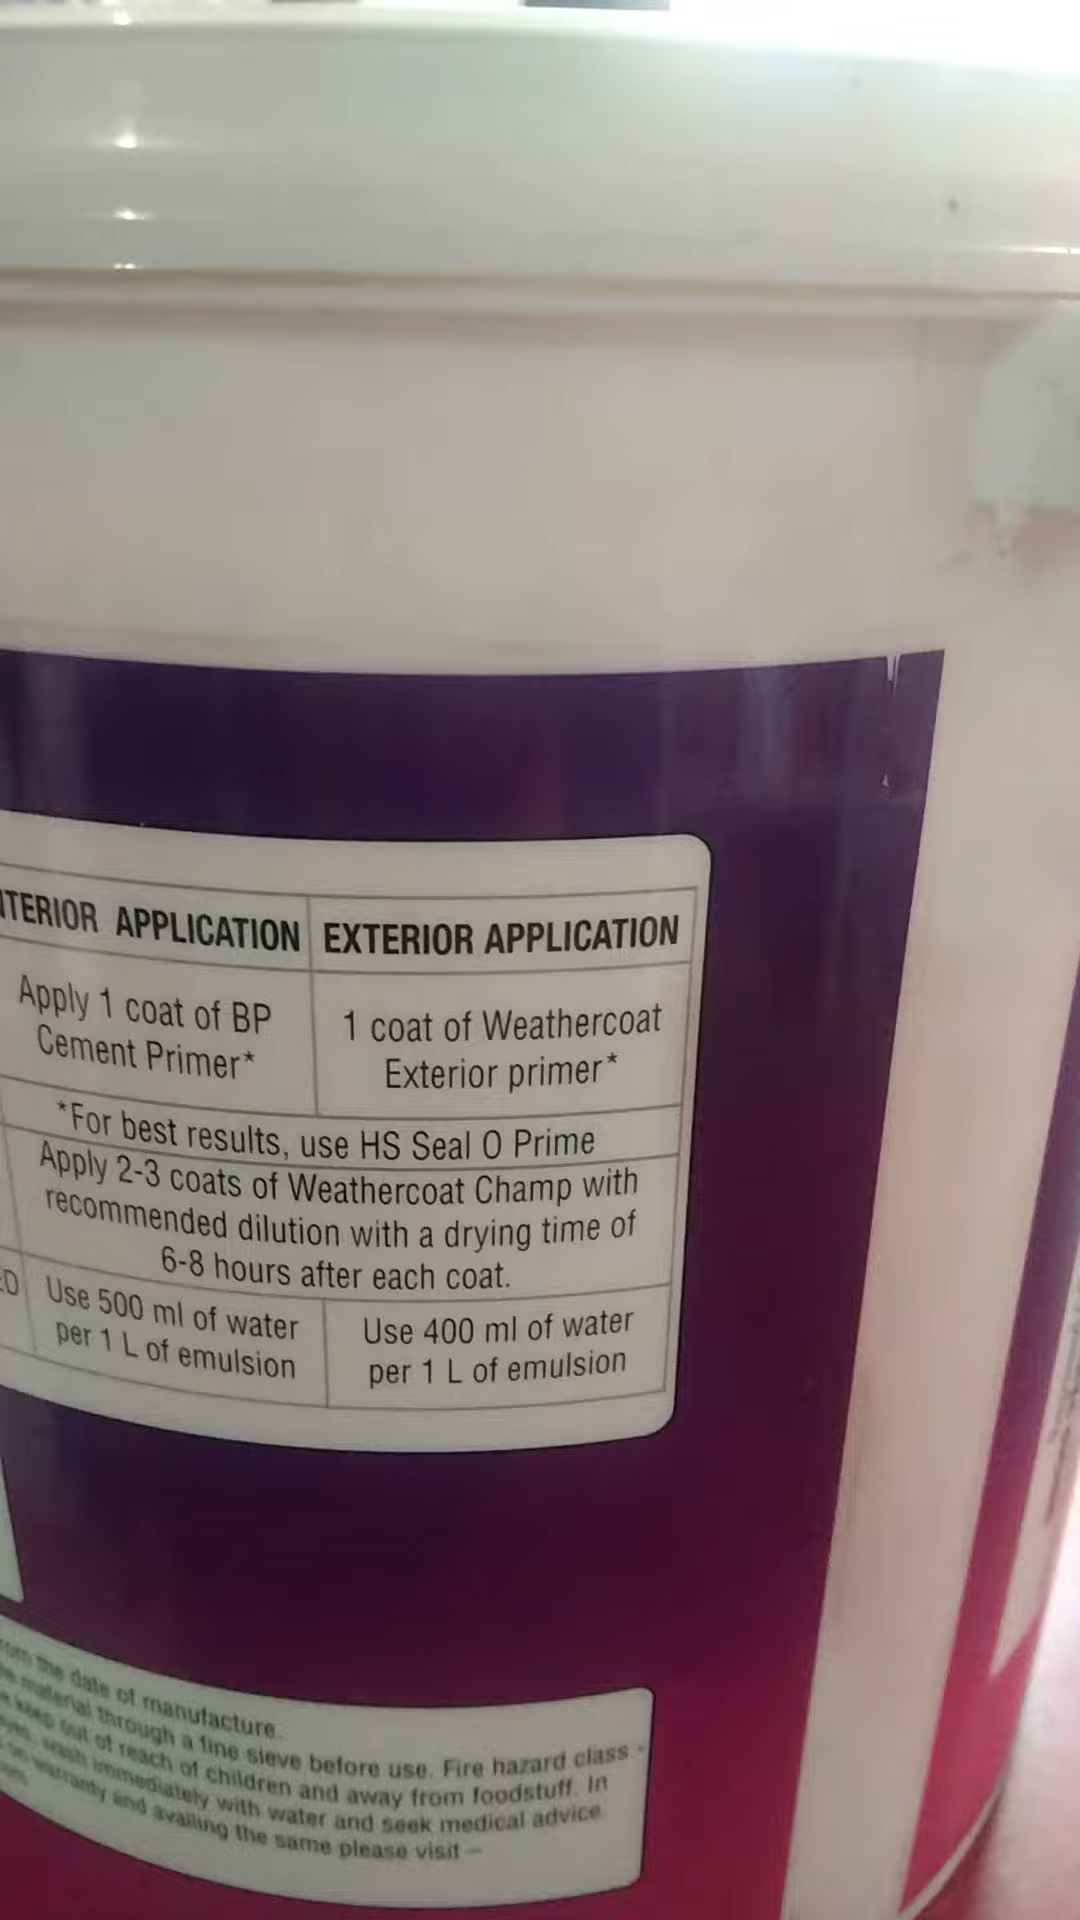 NTERIOR APPLICATION
EXTERIOR APPLICATION
Apply 1 coat of BP
Cement Primer*
1 coat of Weathercoat
Exterior primer*
*For best results, use HS Seal O Prime
Apply 2-3 coats of Weathercoat Champ with
recommended dilution with a drying time of
6-8 hours after each coat.
ED
Use 500 ml of water
per 1 L of emulsion
Use 400 ml of water
per 1 L of emulsion
the date of manufacture.
material through a fine sieve before use. Fire hazard class -
keep out of reach of children and away from foodstuff. In
wash immediately with water and seek medical advice.
on warranty and availing the same please visit –